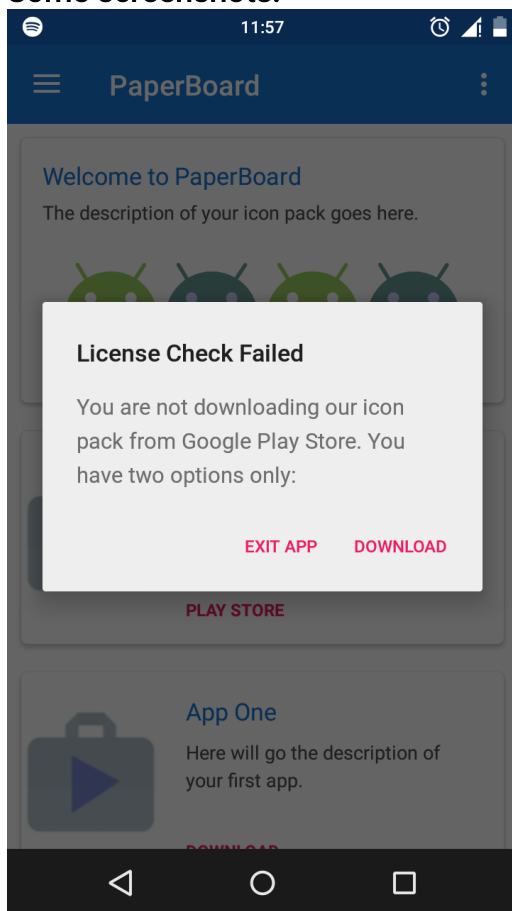 Some screenshots:
11:57
PaperBoard
Welcome to PaperBoard
The description of your icon pack goes here.
License Check Failed
You are not downloading our icon
pack from Google Play Store. You
have two options only:
EXIT APP DOWNLOAD
PLAY STORE
App One
Here will go the description of
your first app.
DOWNLOAD